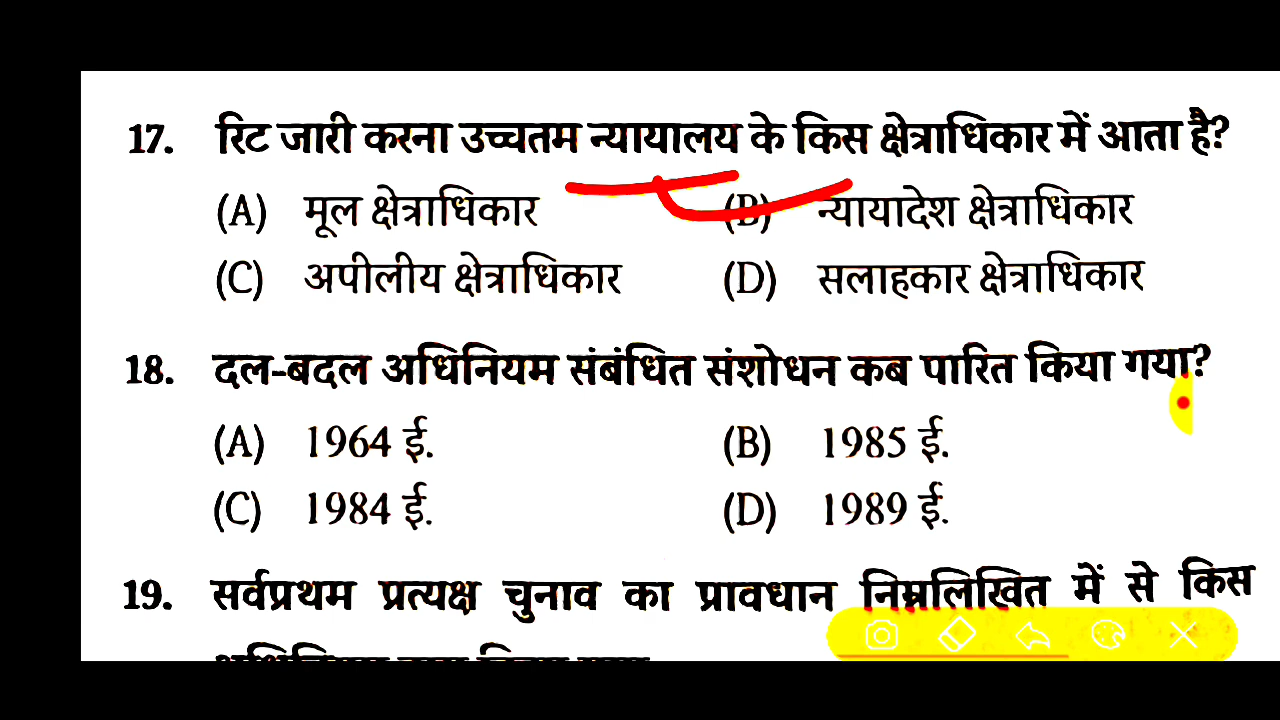 17. रिट जारी करना उच्चतम न्यायालय के किस क्षेत्राधिकार में आता है?
(A) मूल क्षेत्राधिकार (B) न्यायादेश क्षेत्राधिकार
(C) अपीलीय क्षेत्राधिकार (D) सलाहकार क्षेत्राधिकार
18. दल-बदल अधिनियम संबंधित संशोधन कब पारित किया गया?
(A) 1964 ई. (B) 1985 ई.
(C) 1984 ई. (D) 1989 ई.
19. सर्वप्रथम प्रत्यक्ष चुनाव का प्रावधान निम्नलिखित में से किस